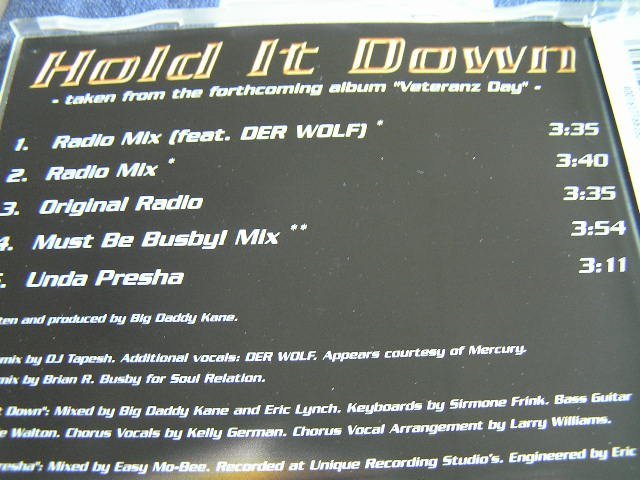 Hold It Down
- taken from the forthcoming album "Veteranz Day" -
1. Radio Mix (feat. DER WOLF) * 3:35
2. Radio Mix * 3:40
3. Original Radio 3:35
4. Must Be Busby! Mix ** 3:54
Unda Presha 3:11
ten and produced by Big Daddy Kane.
mix by DJ Tapesh. Additional vocals: DER WOLF. Appears courtesy of Mercury.
mix by Brian R. Busby for Soul Relation.
t Down": Mixed by Big Daddy Kane and Eric Lynch. Keyboards by Sirmone Frink. Bass Guitar
e Walton. Chorus Vocals by Kelly German. Chorus Vocal Arrangement by Larry Williams.
resha": Mixed by Easy Mo-Bee. Recorded at Unique Recording Studio's. Engineered by Eric